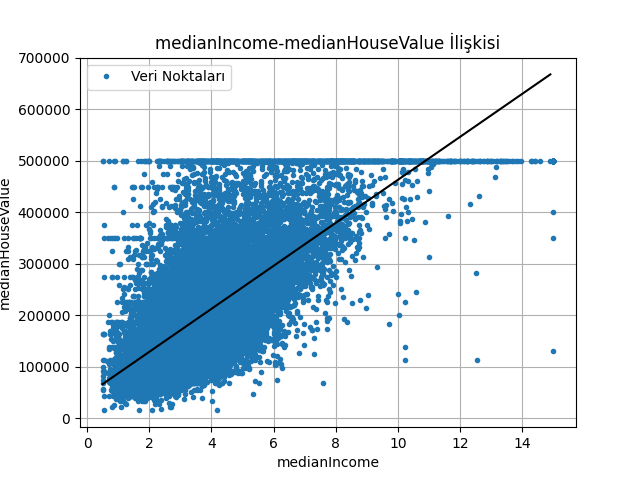 medianIncome-medianHouseValue İlişkisi
Veri Noktaları
700000
600000
500000
400000
300000
200000
100000
0
medianHouseValue
0 2 4 6 8 10 12 14
medianIncome